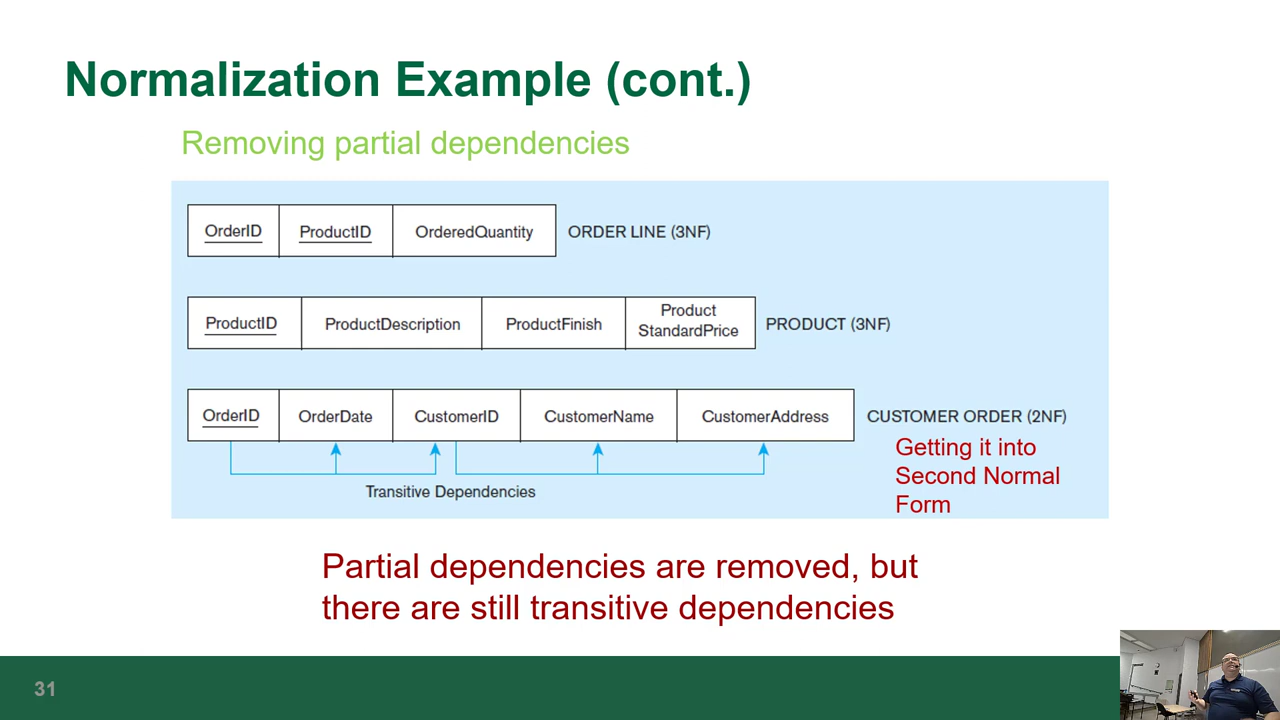 Normalization Example (cont.)
Removing partial dependencies
OrderID ProductID OrderedQuantity ORDER LINE (3NF)
ProductID ProductDescription ProductFinish Product StandardPrice PRODUCT (3NF)
OrderID OrderDate CustomerID CustomerName CustomerAddress CUSTOMER ORDER (2NF)
Getting it into
Second Normal
Form
Transitive Dependencies
Partial dependencies are removed, but
there are still transitive dependencies
31